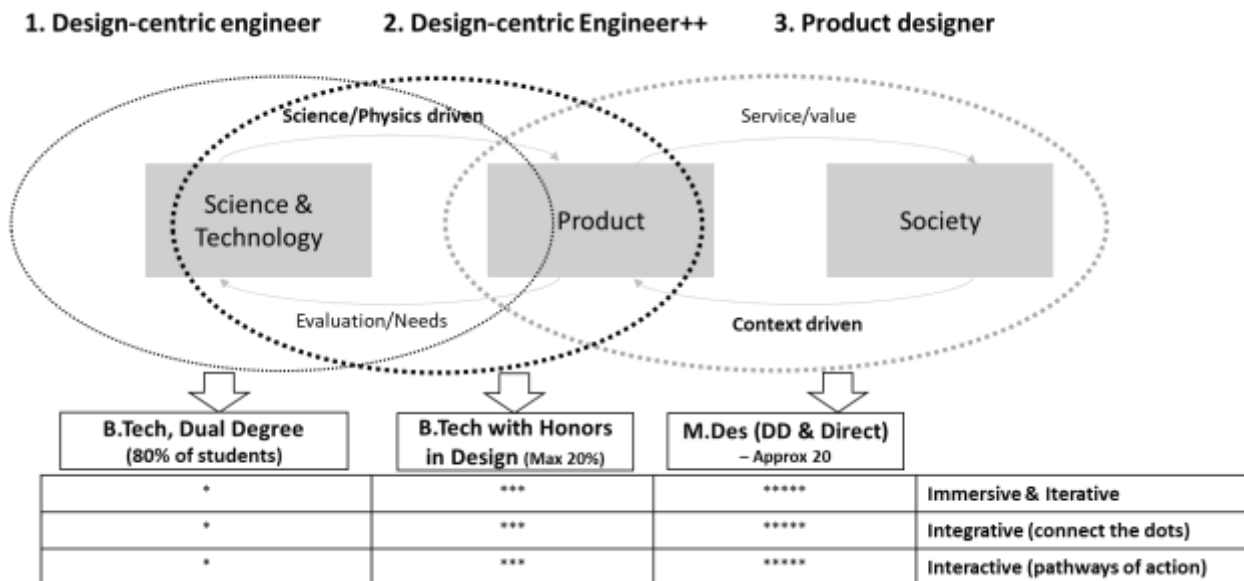 1. Design-centric engineer
2. Design-centric Engineer++
3. Product designer
Science/Physics driven
Service/value
Science &
Technology
Product
Society
Evaluation/Needs
Context driven
B.Tech, Dual Degree
(80% of students)
B.Tech with Honors
in Design (Max 20%)
M.Des (DD & Direct)
– Approx 20
* *** ***** Immersive & Iterative
* *** ***** Integrative (connect the dots)
* *** ***** Interactive (pathways of action)